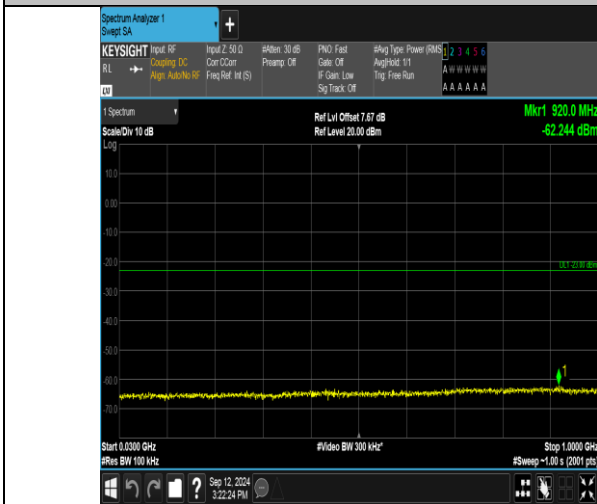 Spectrum Analyzer 1
Swept SA
+
KEYSIGHT
RL
Input: RF
Coupling: DC
Align: Auto/No RF
Input Z: 50 Ω
Corr CCorr
Freq Ref: Int (S)
#Atten: 30 dB
Preamp: Off
PNO: Fast
Gate: Off
IF Gain: Low
Sig Track: Off
#Avg Type: Power (RMS
Avg|Hold: 1/1
Trig: Free Run
1 2 3 4 5 6
A W W W W W
A A A A A A
1 Spectrum
Scale/Div 10 dB
Log
Ref Lvl Offset 7.67 dB
Ref Level 20.00 dBm
Mkr1 920.0 MHz
-62.244 dBm
10.0
0.00
-10.0
-20.0
DL1 -23.00 dBm
-30.0
-40.0
-50.0
-60.0
1
-70.0
Start 0.0300 GHz
#Res BW 100 kHz
#Video BW 300 kHz*
Stop 1.0000 GHz
#Sweep ~1.00 s (2001 pts)
?
Sep 12, 2024
3:22:24 PM